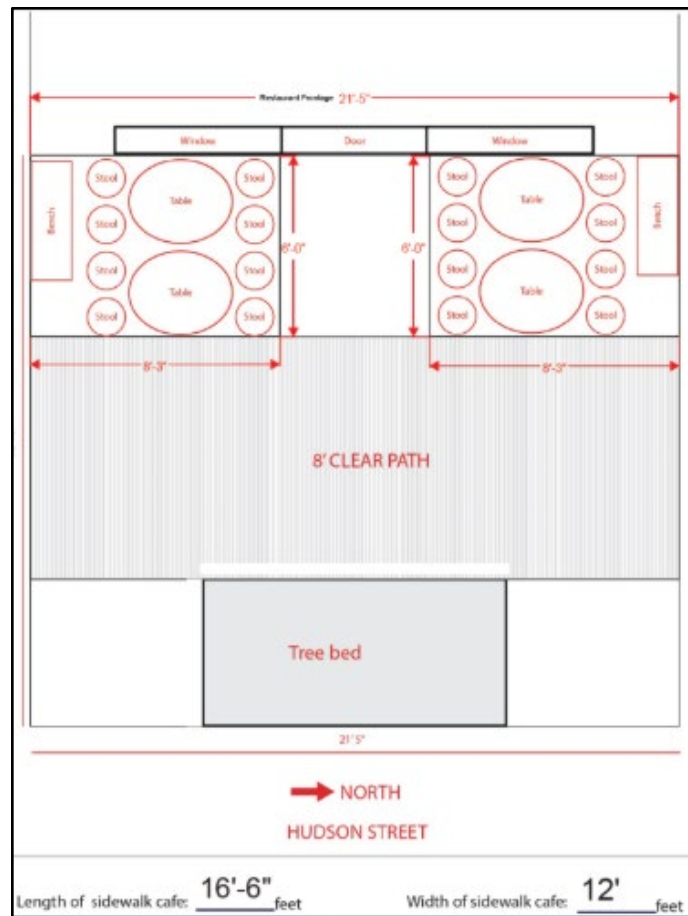 Restaurant Frontage 21'-5"
Window Door Window
Stool Stool Stool Stool
Table Table
Bench Bench
Stool Stool Stool Stool
6'-0" 6'-0"
Stool Stool Stool Stool
Table Table
Stool Stool Stool Stool
8'-3" 8'-3"
8' CLEAR PATH
Tree bed
21'5"
NORTH
HUDSON STREET
Length of sidewalk cafe: 16'-6" feet Width of sidewalk cafe: 12' feet